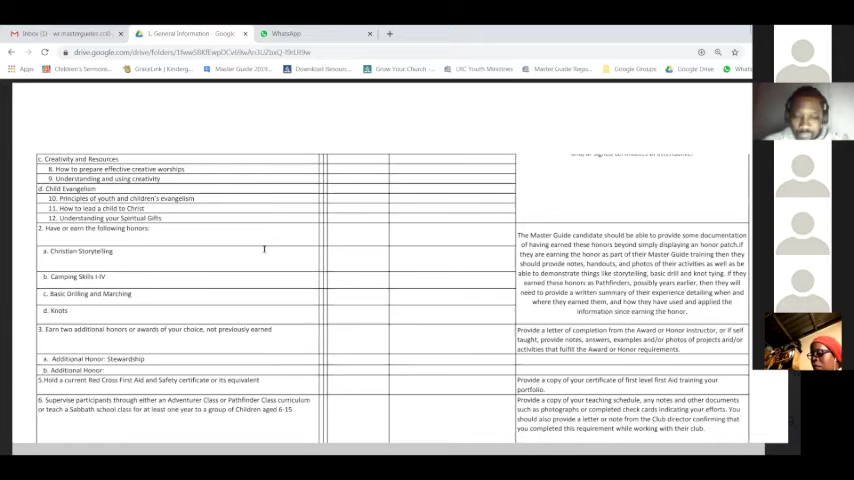 Inbox (1) - wr.masterguides.cc@
1. General Information - Google
WhatsApp
drive.google.com/drive/folders/
Apps
Children's Sermons...
GraceLink | Kinderg...
Master Guide 2019...
Download Resourc...
Grow Your Church -...
UKC Youth Ministries
Master Guide Requ...
Google Groups
Google Drive
Whats
c. Creativity and Resources
8. How to prepare effective creative worships
9. Understanding and using creativity
d. Child Evangelism
10. Principles of youth and children's evangelism
11. How to lead a child to Christ
12. Understanding your Spiritual Gifts
2. Have or earn the following honors:
The Master Guide candidate should be able to provide some documentation
of having earned these honors beyond simply displaying an honor patch.If
they are earning the honor as part of their Master Guide training then they
should provide notes, handouts, and photos of their activities as well as be
able to demonstrate things like storytelling, basic drill and knot tying. If they
earned these honors as Pathfinders, possibly years earlier, then they will
need to provide a written summary of their experience detailing when and
where they earned them, and how they have used and applied the
information since earning the honor.
a. Christian Storytelling
b. Camping Skills I-IV
c. Basic Drilling and Marching
d. Knots
3. Earn two additional honors or awards of your choice, not previously earned
Provide a letter of completion from the Award or Honor instructor, or if self
taught, provide notes, answers, examples and/or photos of projects and/or
activities that fulfill the Award or Honor requirements.
a. Additional Honor: Stewardship
b. Additional Honor:
5.Hold a current Red Cross First Aid and Safety certificate or its equivalent
Provide a copy of your certificate of first level first Aid training your
portfolio.
6. Supervise participants through either an Adventurer Class or Pathfinder Class curriculum
or teach a Sabbath school class for at least one year to a group of Children aged 6-15.
Provide a copy of your teaching schedule, any notes and other documents
such as photographs or completed check cards indicating your efforts. You
should also provide a letter or note from the Club director confirming that
you completed this requirement while working with their club.